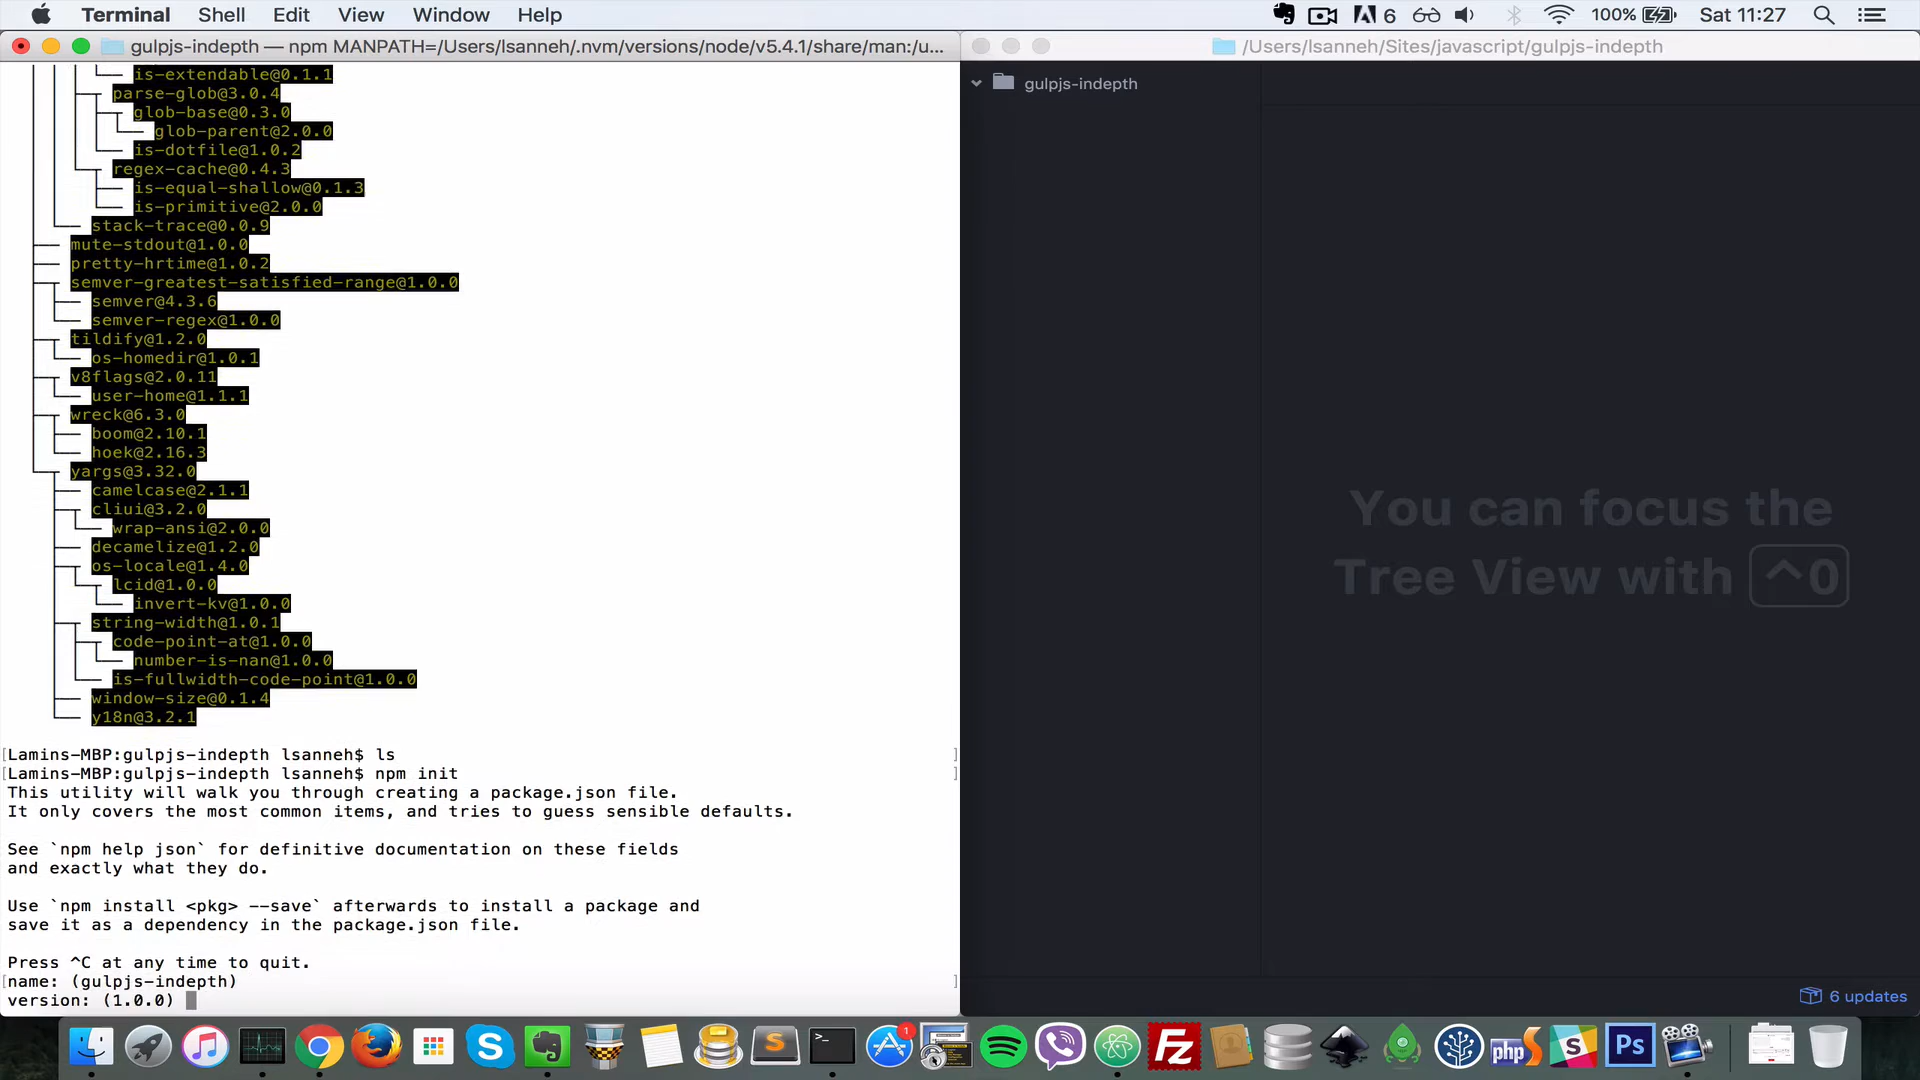 Terminal Shell Edit View Window Help 6 100% Sat 11:27
gulpjs-indepth — npm MANPATH=/Users/lsanneh/.nvm/versions/node/v5.4.1/share/man:/u...
/Users/lsanneh/Sites/javascript/gulpjs-indepth
is-extendable@0.1.1
parse-glob@3.0.4
glob-base@0.3.0
glob-parent@2.0.0
is-dotfile@1.0.2
regex-cache@0.4.3
is-equal-shallow@0.1.3
is-primitive@2.0.0
stack-trace@0.0.9
mute-stdout@1.0.0
pretty-hrtime@1.0.2
semver-greatest-satisfied-range@1.0.0
semver@4.3.6
semver-regex@1.0.0
tildify@1.2.0
os-homedir@1.0.1
v8flags@2.0.11
user-home@1.1.1
wreck@6.3.0
boom@2.10.1
hoek@2.16.3
yargs@3.32.0
camelcase@2.1.1
cliui@3.2.0
wrap-ansi@2.0.0
decamelize@1.2.0
os-locale@1.4.0
lcid@1.0.0
invert-kv@1.0.0
string-width@1.0.1
code-point-at@1.0.0
number-is-nan@1.0.0
is-fullwidth-code-point@1.0.0
window-size@0.1.4
y18n@3.2.1
[Lamins-MBP:gulpjs-indepth lsanneh$ ls ]
[Lamins-MBP:gulpjs-indepth lsanneh$ npm init ]
This utility will walk you through creating a package.json file.
It only covers the most common items, and tries to guess sensible defaults.
See `npm help json` for definitive documentation on these fields
and exactly what they do.
Use `npm install <pkg> --save` afterwards to install a package and
save it as a dependency in the package.json file.
Press ^C at any time to quit.
[name: (gulpjs-indepth) ]
version: (1.0.0)
gulpjs-indepth
You can focus the
Tree View with ^0
6 updates
1
php
Ps